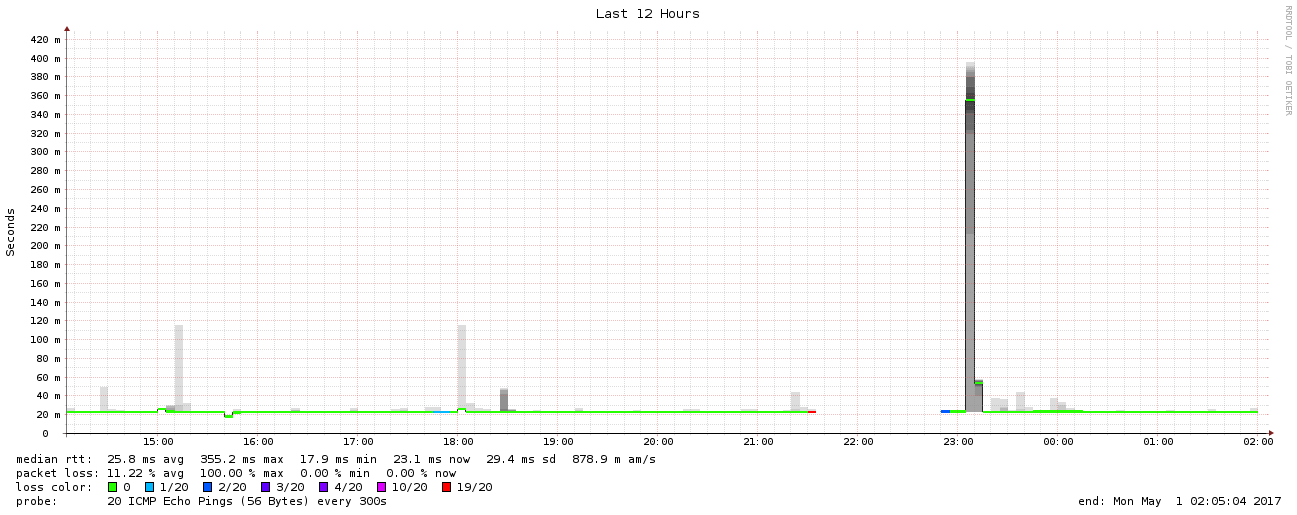 Last 12 Hours
RRDTOOL / TOBI OETIKER
Seconds
420 m
400 m
380 m
360 m
340 m
320 m
300 m
280 m
260 m
240 m
220 m
200 m
180 m
160 m
140 m
120 m
100 m
80 m
60 m
40 m
20 m
0
15:00 16:00 17:00 18:00 19:00 20:00 21:00 22:00 23:00 00:00 01:00 02:00
median rtt: 25.8 ms avg 355.2 ms max 17.9 ms min 23.1 ms now 29.4 ms sd 878.9 m am/s
packet loss: 11.22 % avg 100.00 % max 0.00 % min 0.00 % now
loss color: 0 1/20 2/20 3/20 4/20 10/20 19/20
probe: 20 ICMP Echo Pings (56 Bytes) every 300s end: Mon May 1 02:05:04 2017